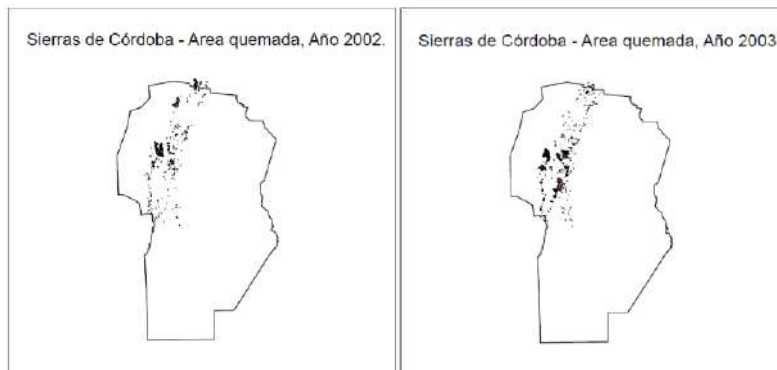 Sierras de Córdoba - Area quemada, Año 2002.
Sierras de Córdoba - Area quemada, Año 2003